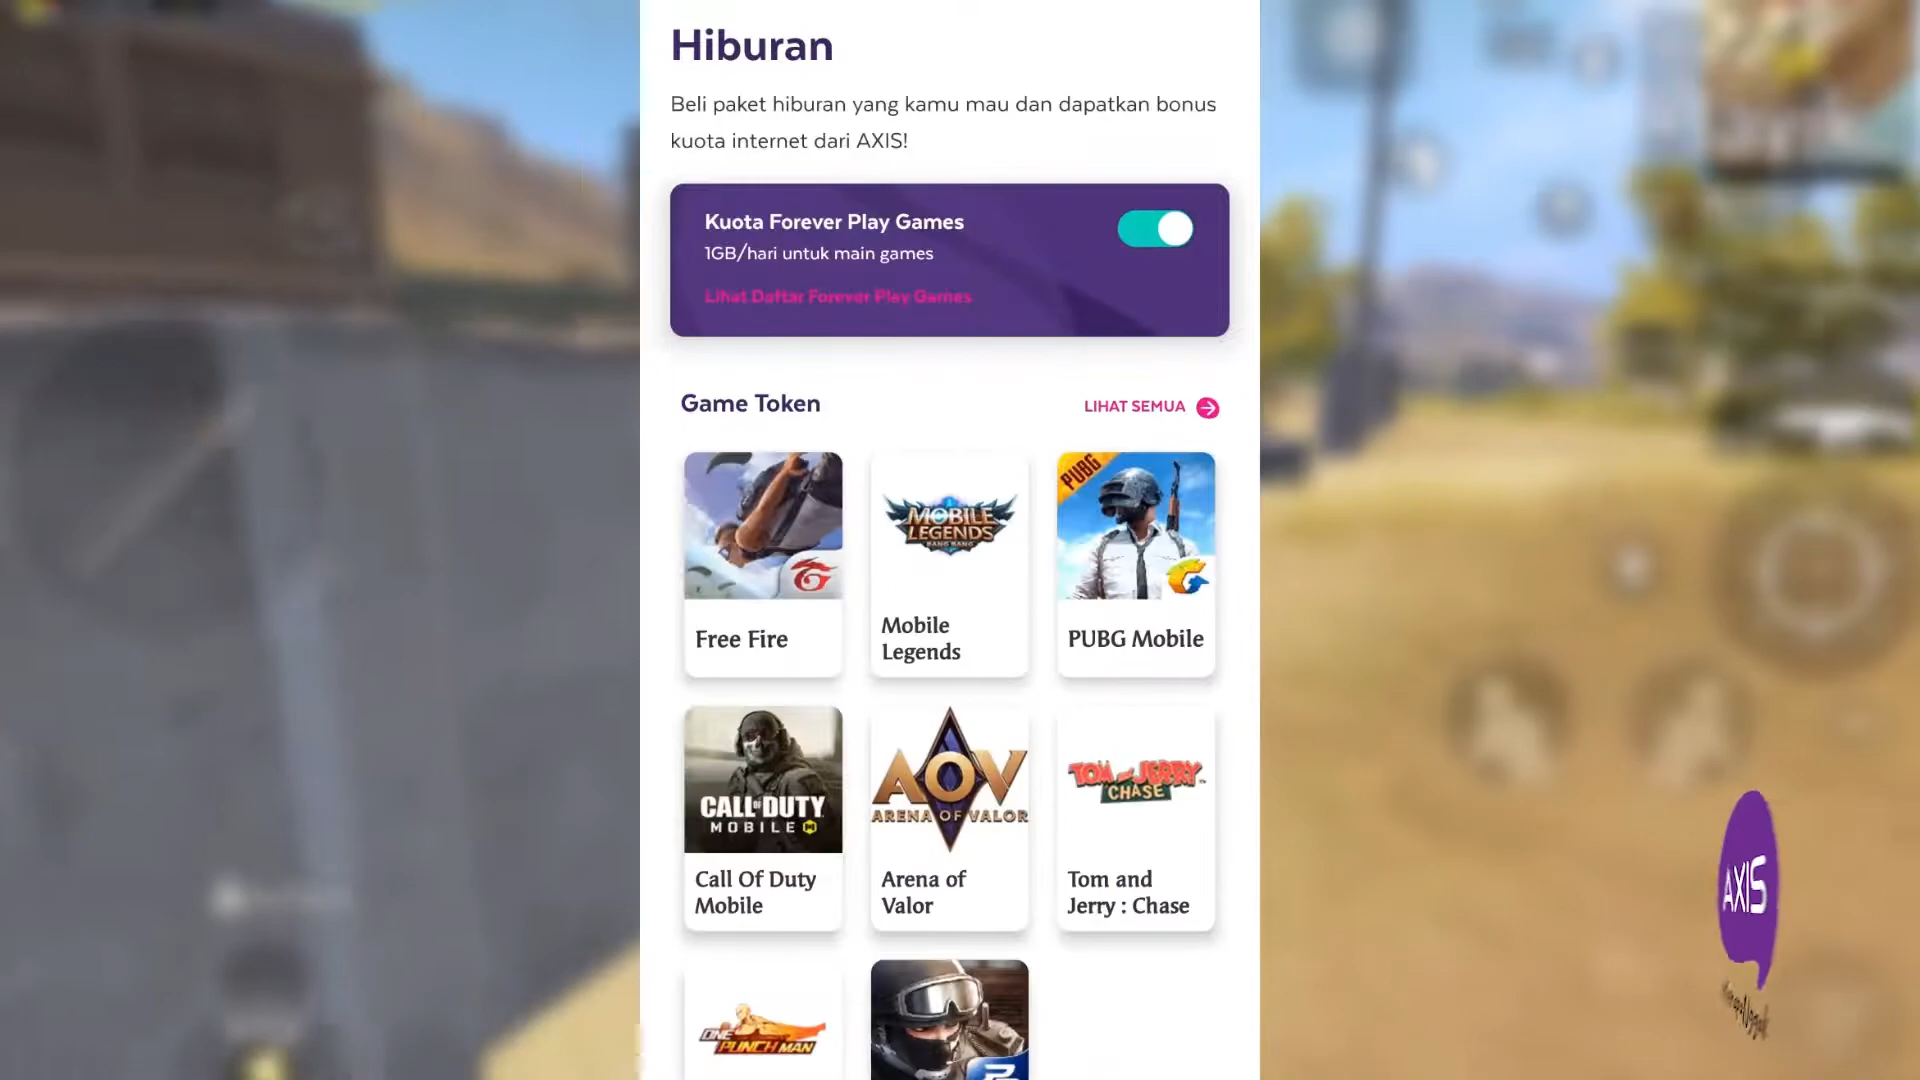 Hiburan
Beli paket hiburan yang kamu mau dan dapatkan bonus
kuota internet dari AXIS!
Kuota Forever Play Games
1GB/hari untuk main games
Lihat Daftar Forever Play Games
Game Token
LIHAT SEMUA
PUBG
MOBILE
LEGENDS
BANG BANG
Free Fire
Mobile
Legends
PUBG Mobile
CALL OF DUTY
MOBILE
AOV
ARENA OF VALOR
TOM and JERRY
CHASE
Call Of Duty
Mobile
Arena of
Valor
Tom and
Jerry : Chase
AXIS
ONE
PUNCH MAN